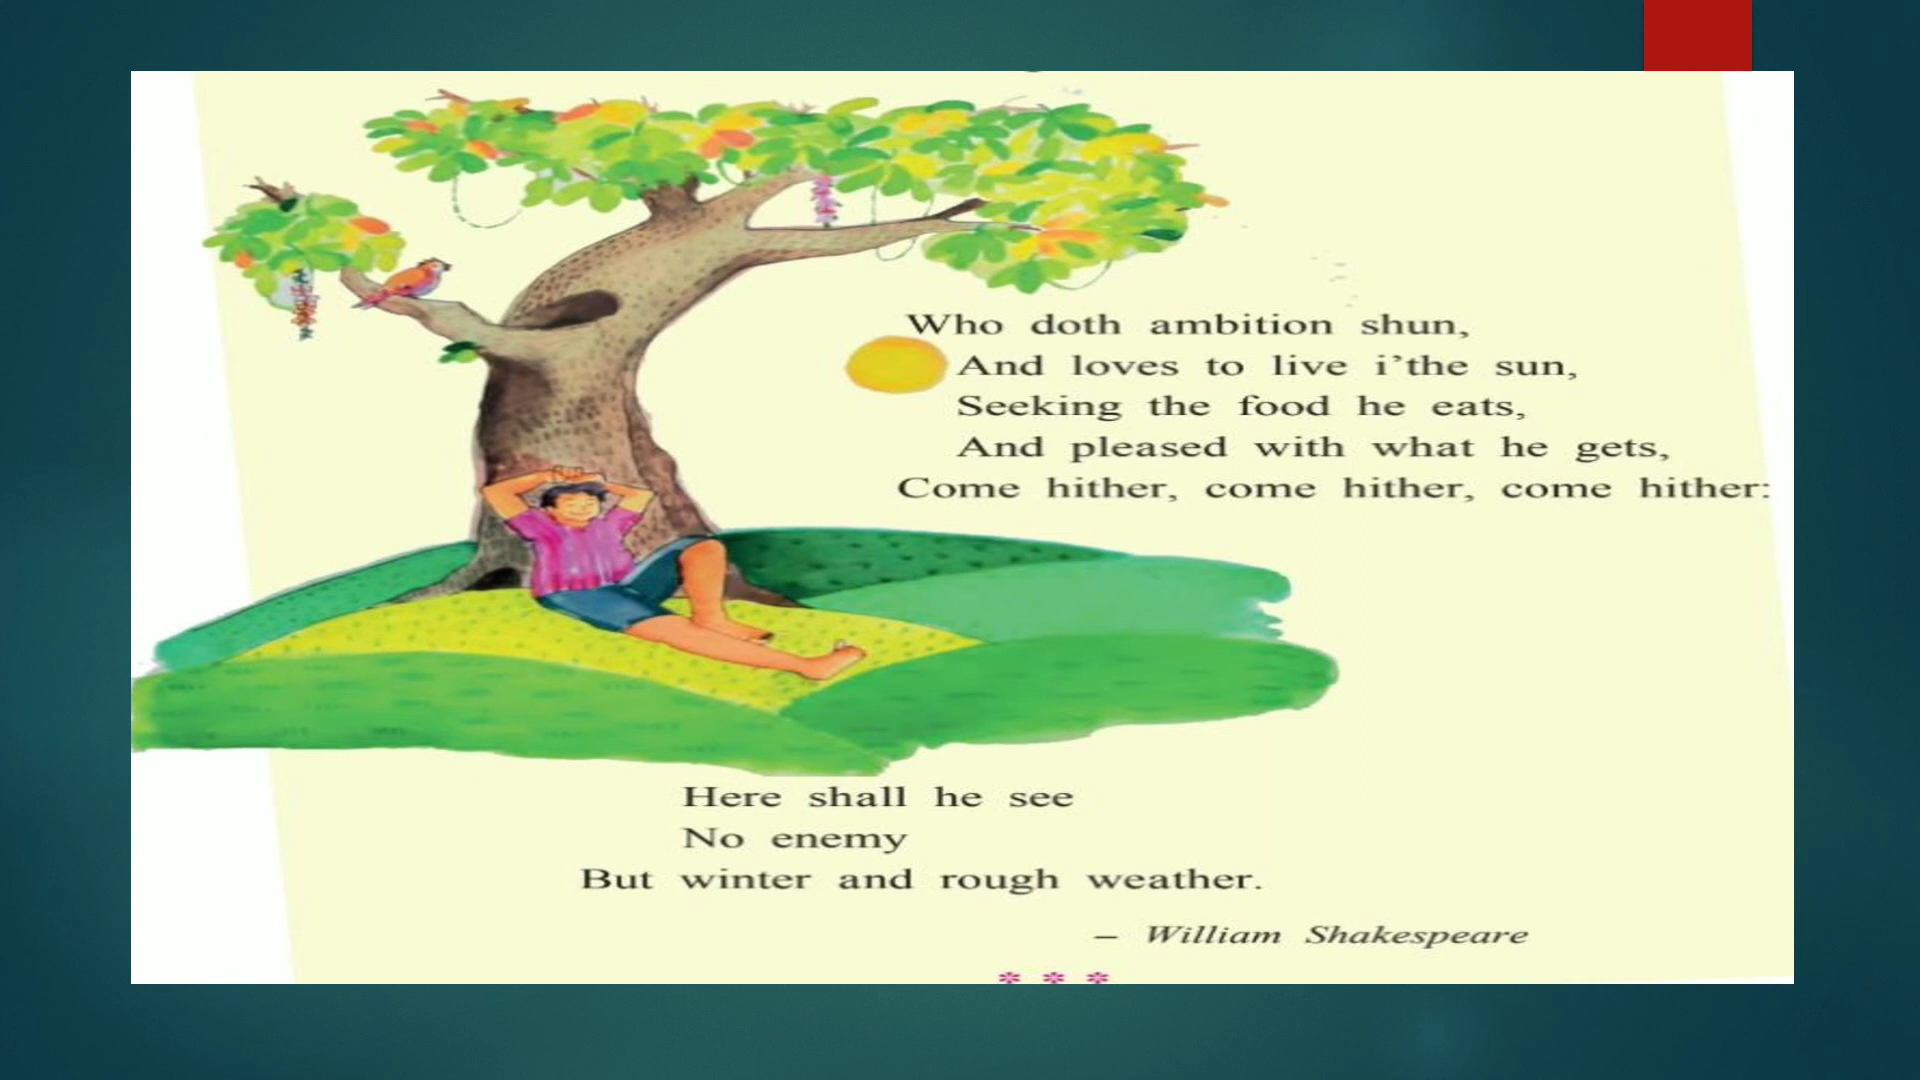 Who doth ambition shun,
And loves to live i’the sun,
Seeking the food he eats,
And pleased with what he gets,
Come hither, come hither, come hither:
Here shall he see
No enemy
But winter and rough weather.
– William Shakespeare
* * *